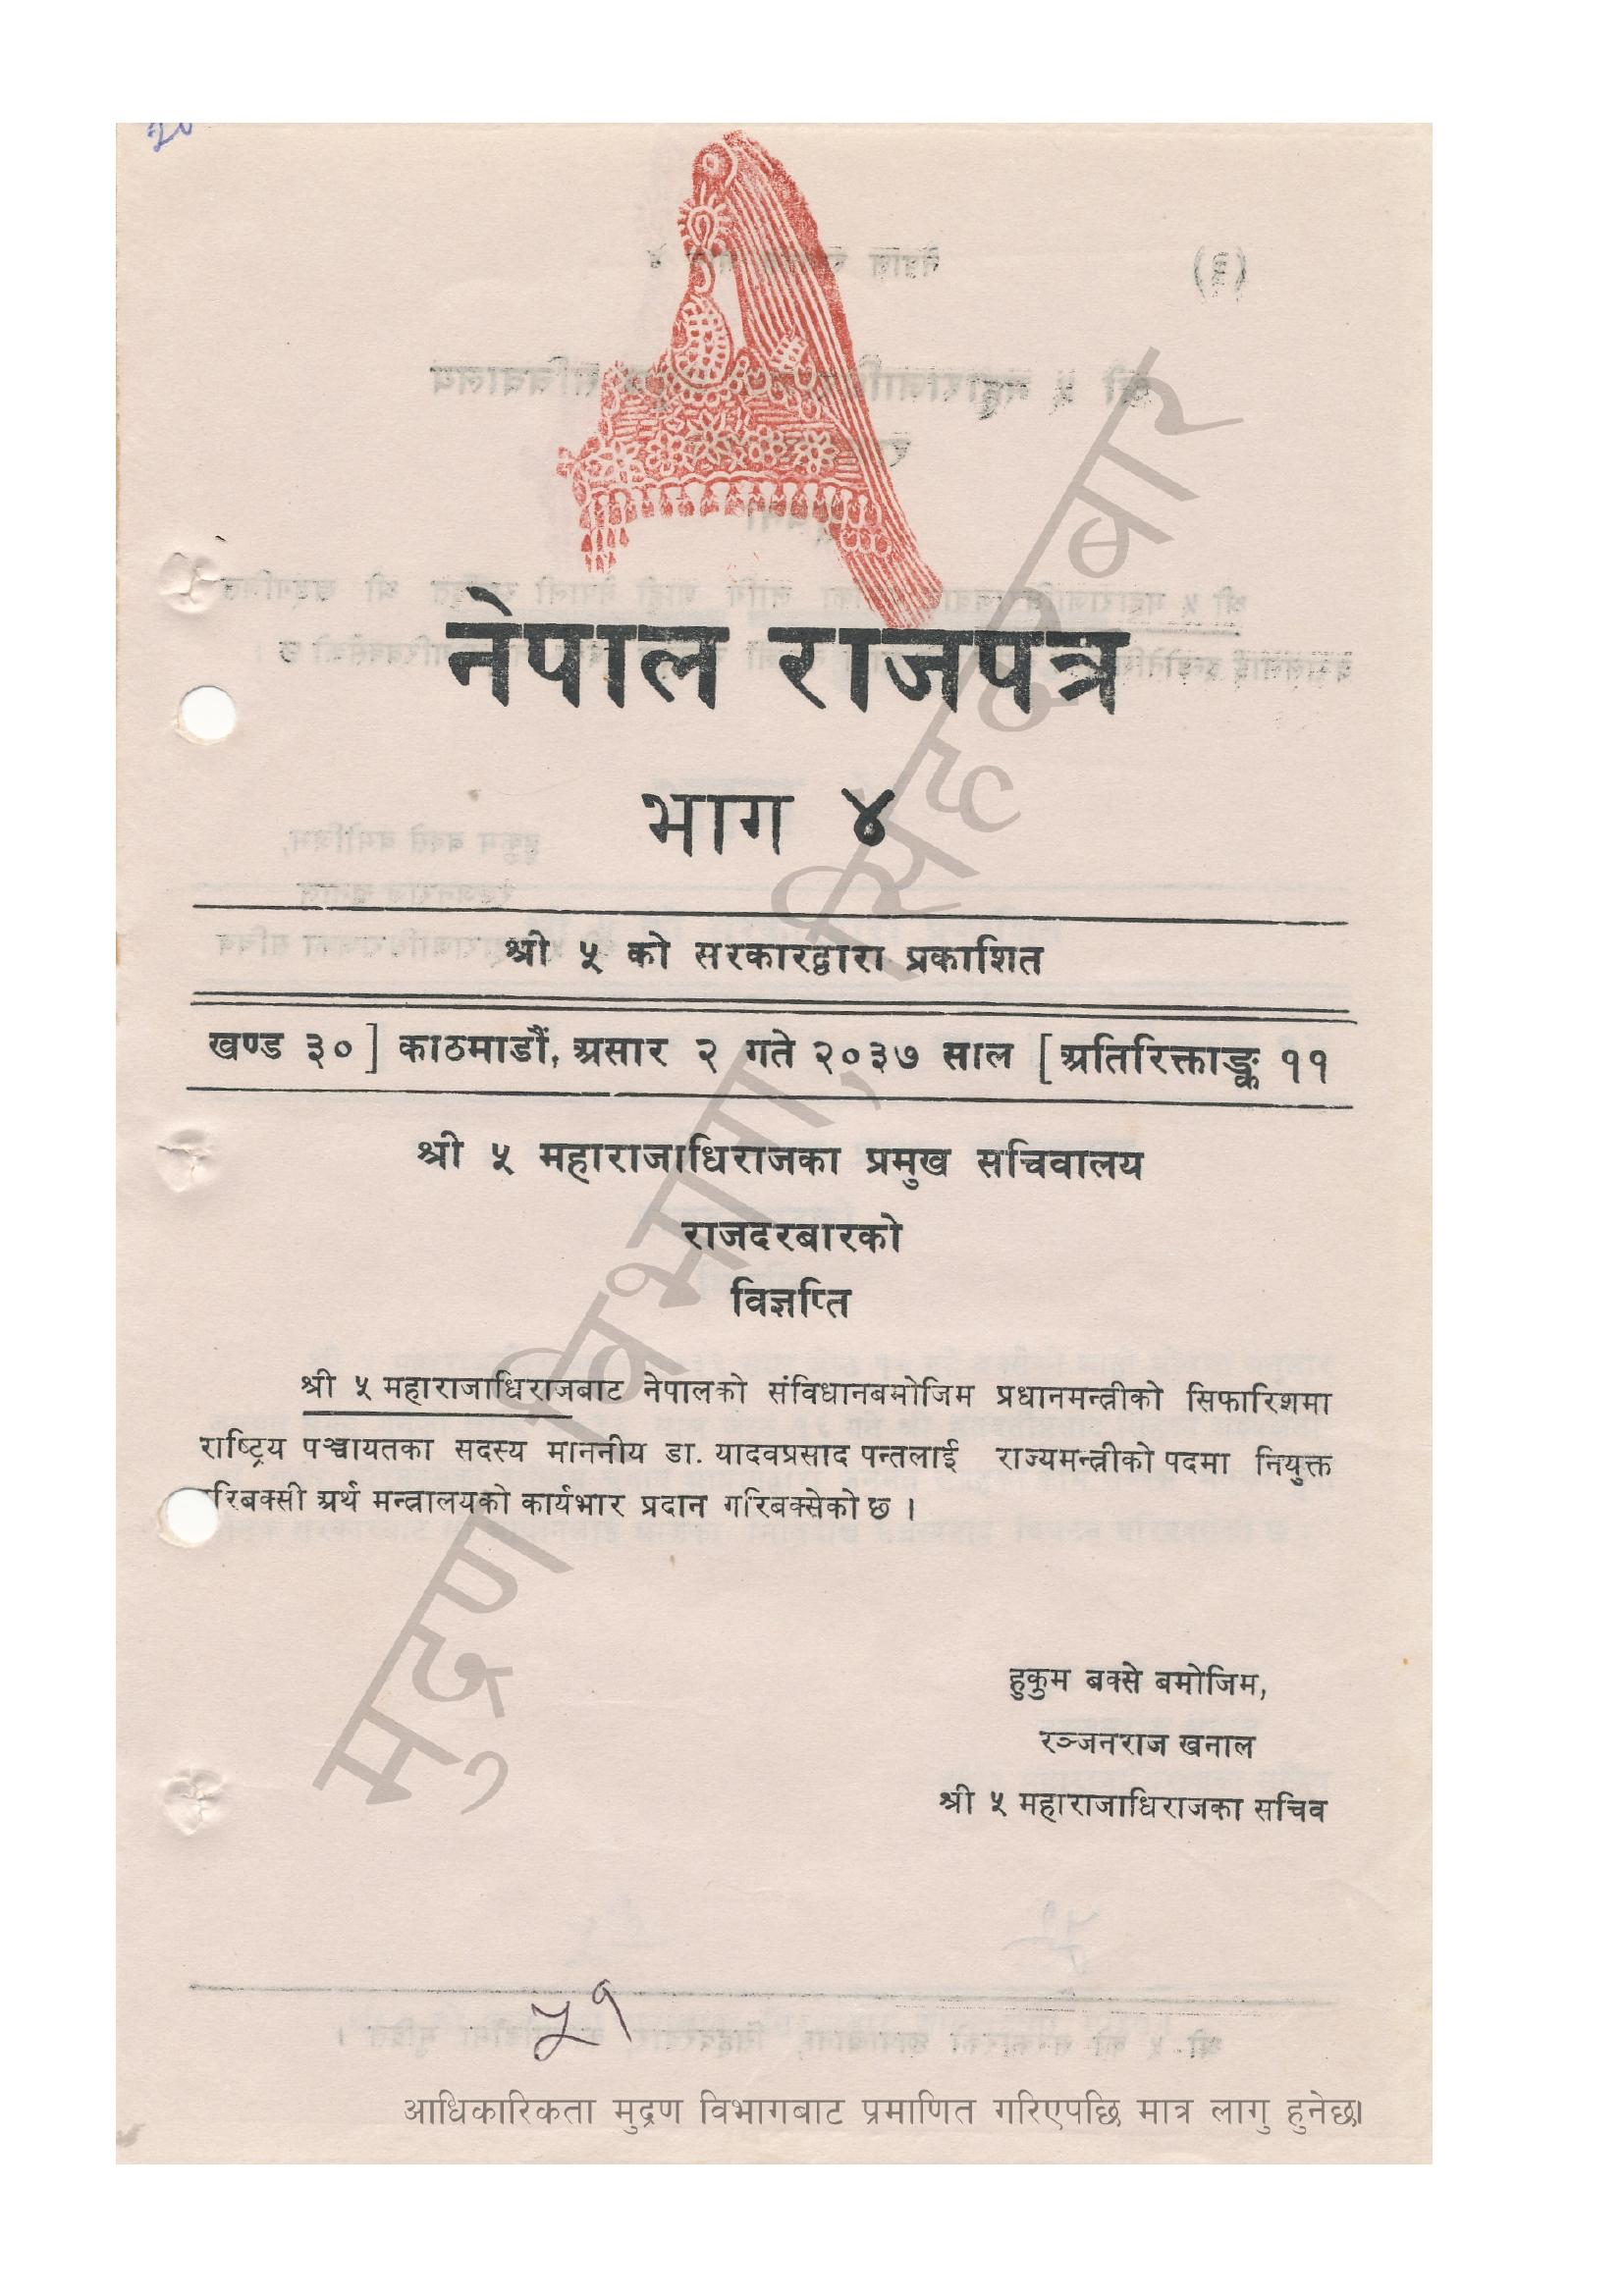 नेपाल राजपत्र
भाग ४
श्री ५ को सरकारद्वारा प्रकाशित
खण्ड ३०] काठमाडौं, असार २ गते २०३७ साल [अतिरिक्ताङ्क ११
श्री ५ महाराजाधिराजका प्रमुख सचिवालय
राजदरबारको
विज्ञप्ति
श्री ५ महाराजाधिराजबाट नेपालको संविधानबमोजिम प्रधानमन्त्रीको सिफारिशमा
राष्ट्रिय पञ्चायतका सदस्य माननीय डा. यादवप्रसाद पन्तलाई राज्यमन्त्रीको पदमा नियुक्त
गरिबक्सी अर्थ मन्त्रालयको कार्यभार प्रदान गरिबक्सेको छ ।
हुकुम बक्से बमोजिम,
रञ्जनराज खनाल
श्री ५ महाराजाधिराजका सचिव
५१
आधिकारिकता मुद्रण विभागबाट प्रमाणित गरिएपछि मात्र लागु हुनेछ।
मुद्रण विभाग, सिंहदरबार